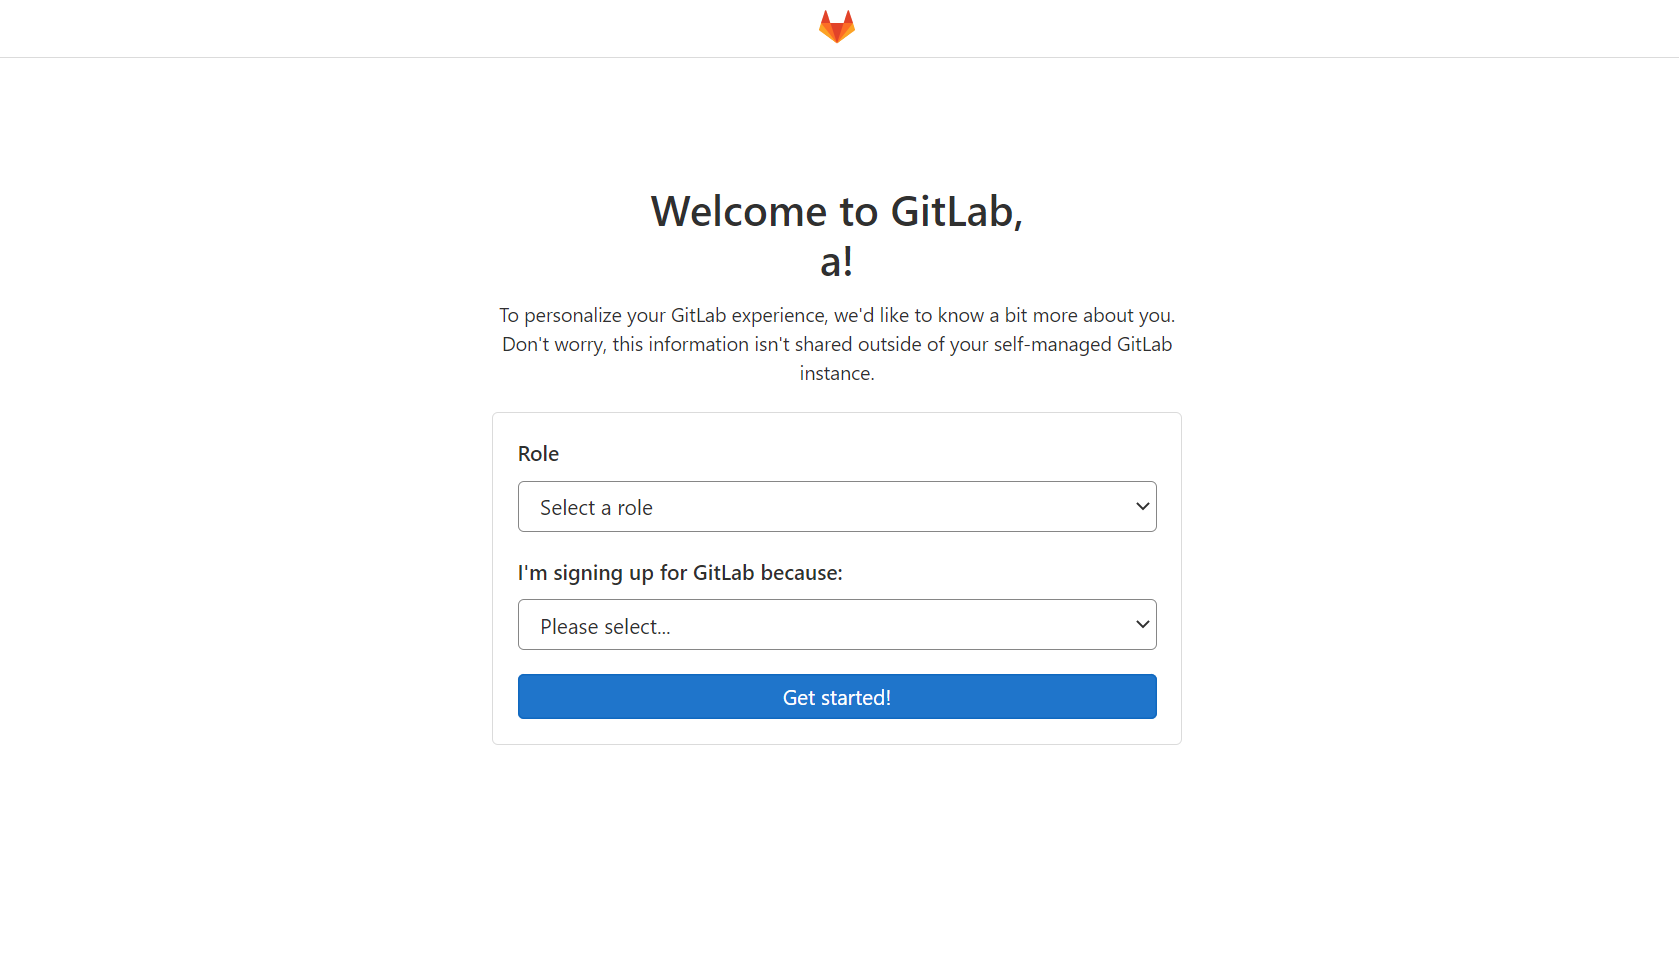 Welcome to GitLab,
a!
To personalize your GitLab experience, we'd like to know a bit more about you.
Don't worry, this information isn't shared outside of your self-managed GitLab
instance.
Role
Select a role
I'm signing up for GitLab because:
Please select...
Get started!